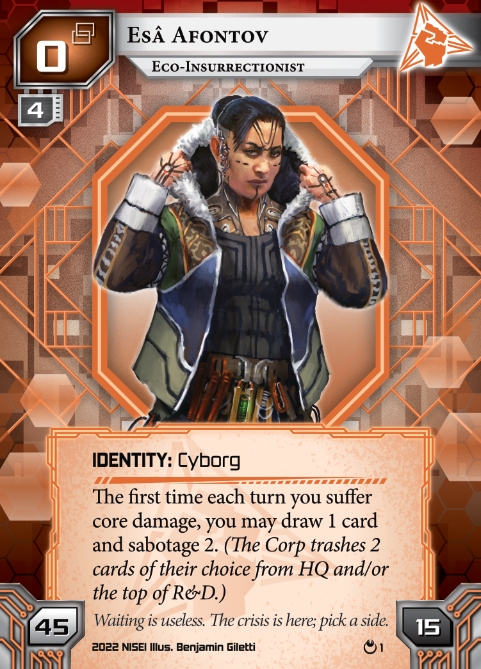 0
Esâ Afontov
Eco-Insurrectionist
4
IDENTITY: Cyborg
The first time each turn you suffer
core damage, you may draw 1 card
and sabotage 2. (The Corp trashes 2
cards of their choice from HQ and/or
the top of R&D.)
Waiting is useless. The crisis is here; pick a side.
45
2022 NISEI Illus. Benjamin Giletti
1
15